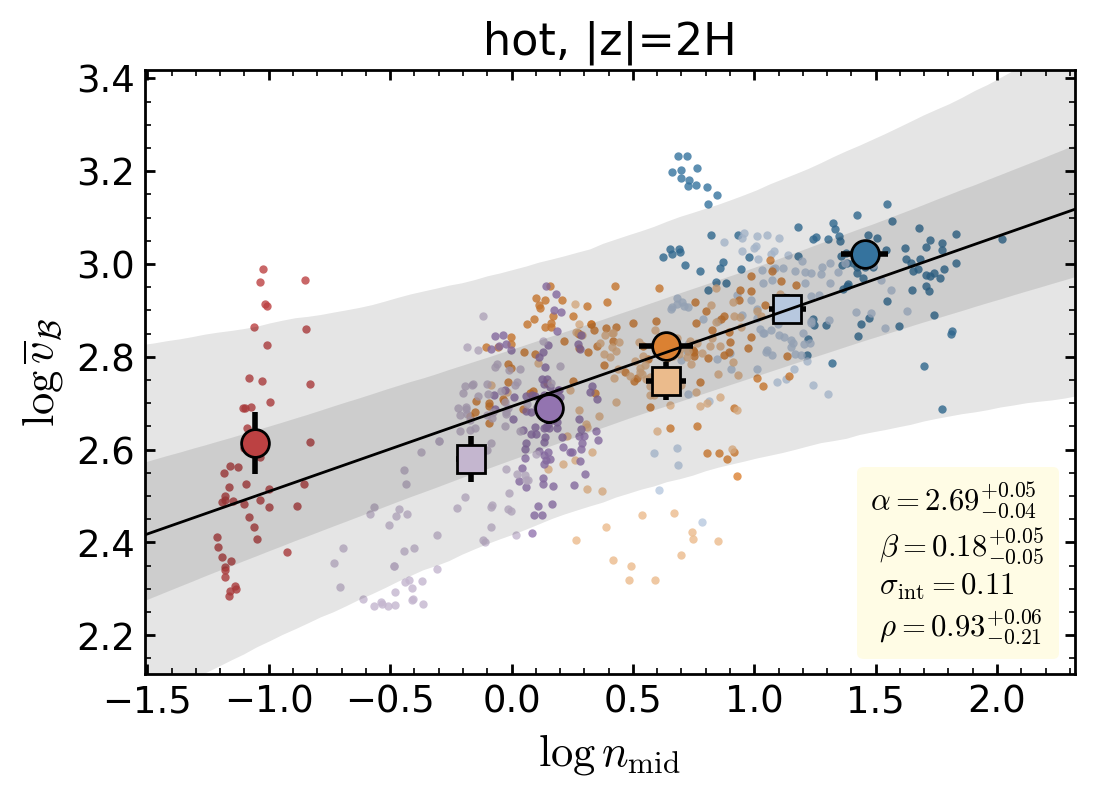 hot, |z|=2H
3.4
3.2
3.0
2.8
2.6
2.4
2.2
log v̅_ℬ
α = 2.69^{+0.05}_{−0.04}
β = 0.18^{+0.05}_{−0.05}
σ_int = 0.11
ρ = 0.93^{+0.06}_{−0.21}
−1.5 −1.0 −0.5 0.0 0.5 1.0 1.5 2.0
log n_mid